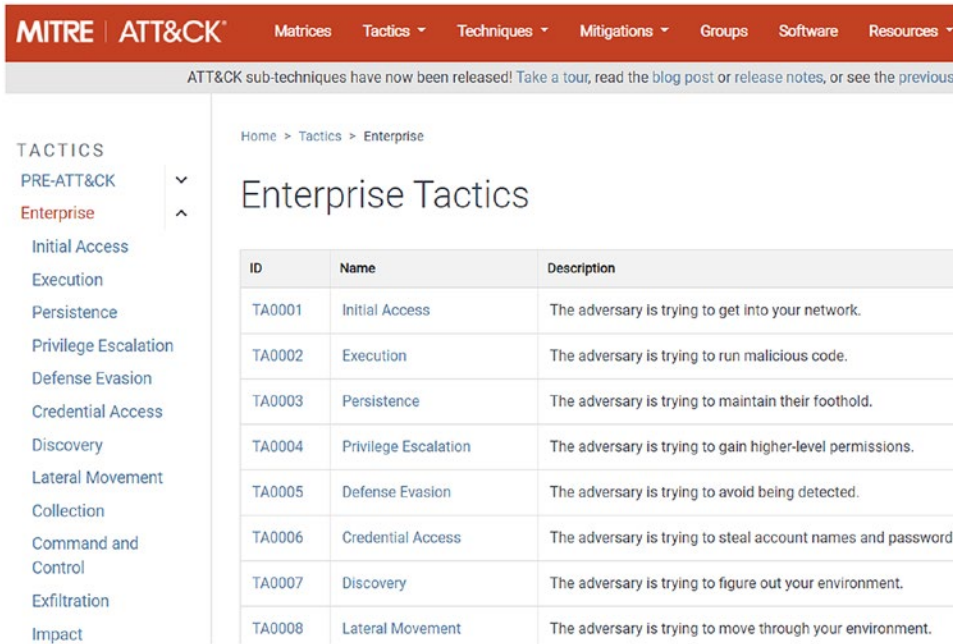 MITRE | ATT&CK® Matrices Tactics Techniques Mitigations Groups Software Resources
ATT&CK sub-techniques have now been released! Take a tour, read the blog post or release notes, or see the previous
TACTICS
PRE-ATT&CK
Enterprise
Initial Access
Execution
Persistence
Privilege Escalation
Defense Evasion
Credential Access
Discovery
Lateral Movement
Collection
Command and
Control
Exfiltration
Impact
Home > Tactics > Enterprise
Enterprise Tactics
ID Name Description
TA0001 Initial Access The adversary is trying to get into your network.
TA0002 Execution The adversary is trying to run malicious code.
TA0003 Persistence The adversary is trying to maintain their foothold.
TA0004 Privilege Escalation The adversary is trying to gain higher-level permissions.
TA0005 Defense Evasion The adversary is trying to avoid being detected.
TA0006 Credential Access The adversary is trying to steal account names and password
TA0007 Discovery The adversary is trying to figure out your environment.
TA0008 Lateral Movement The adversary is trying to move through your environment.